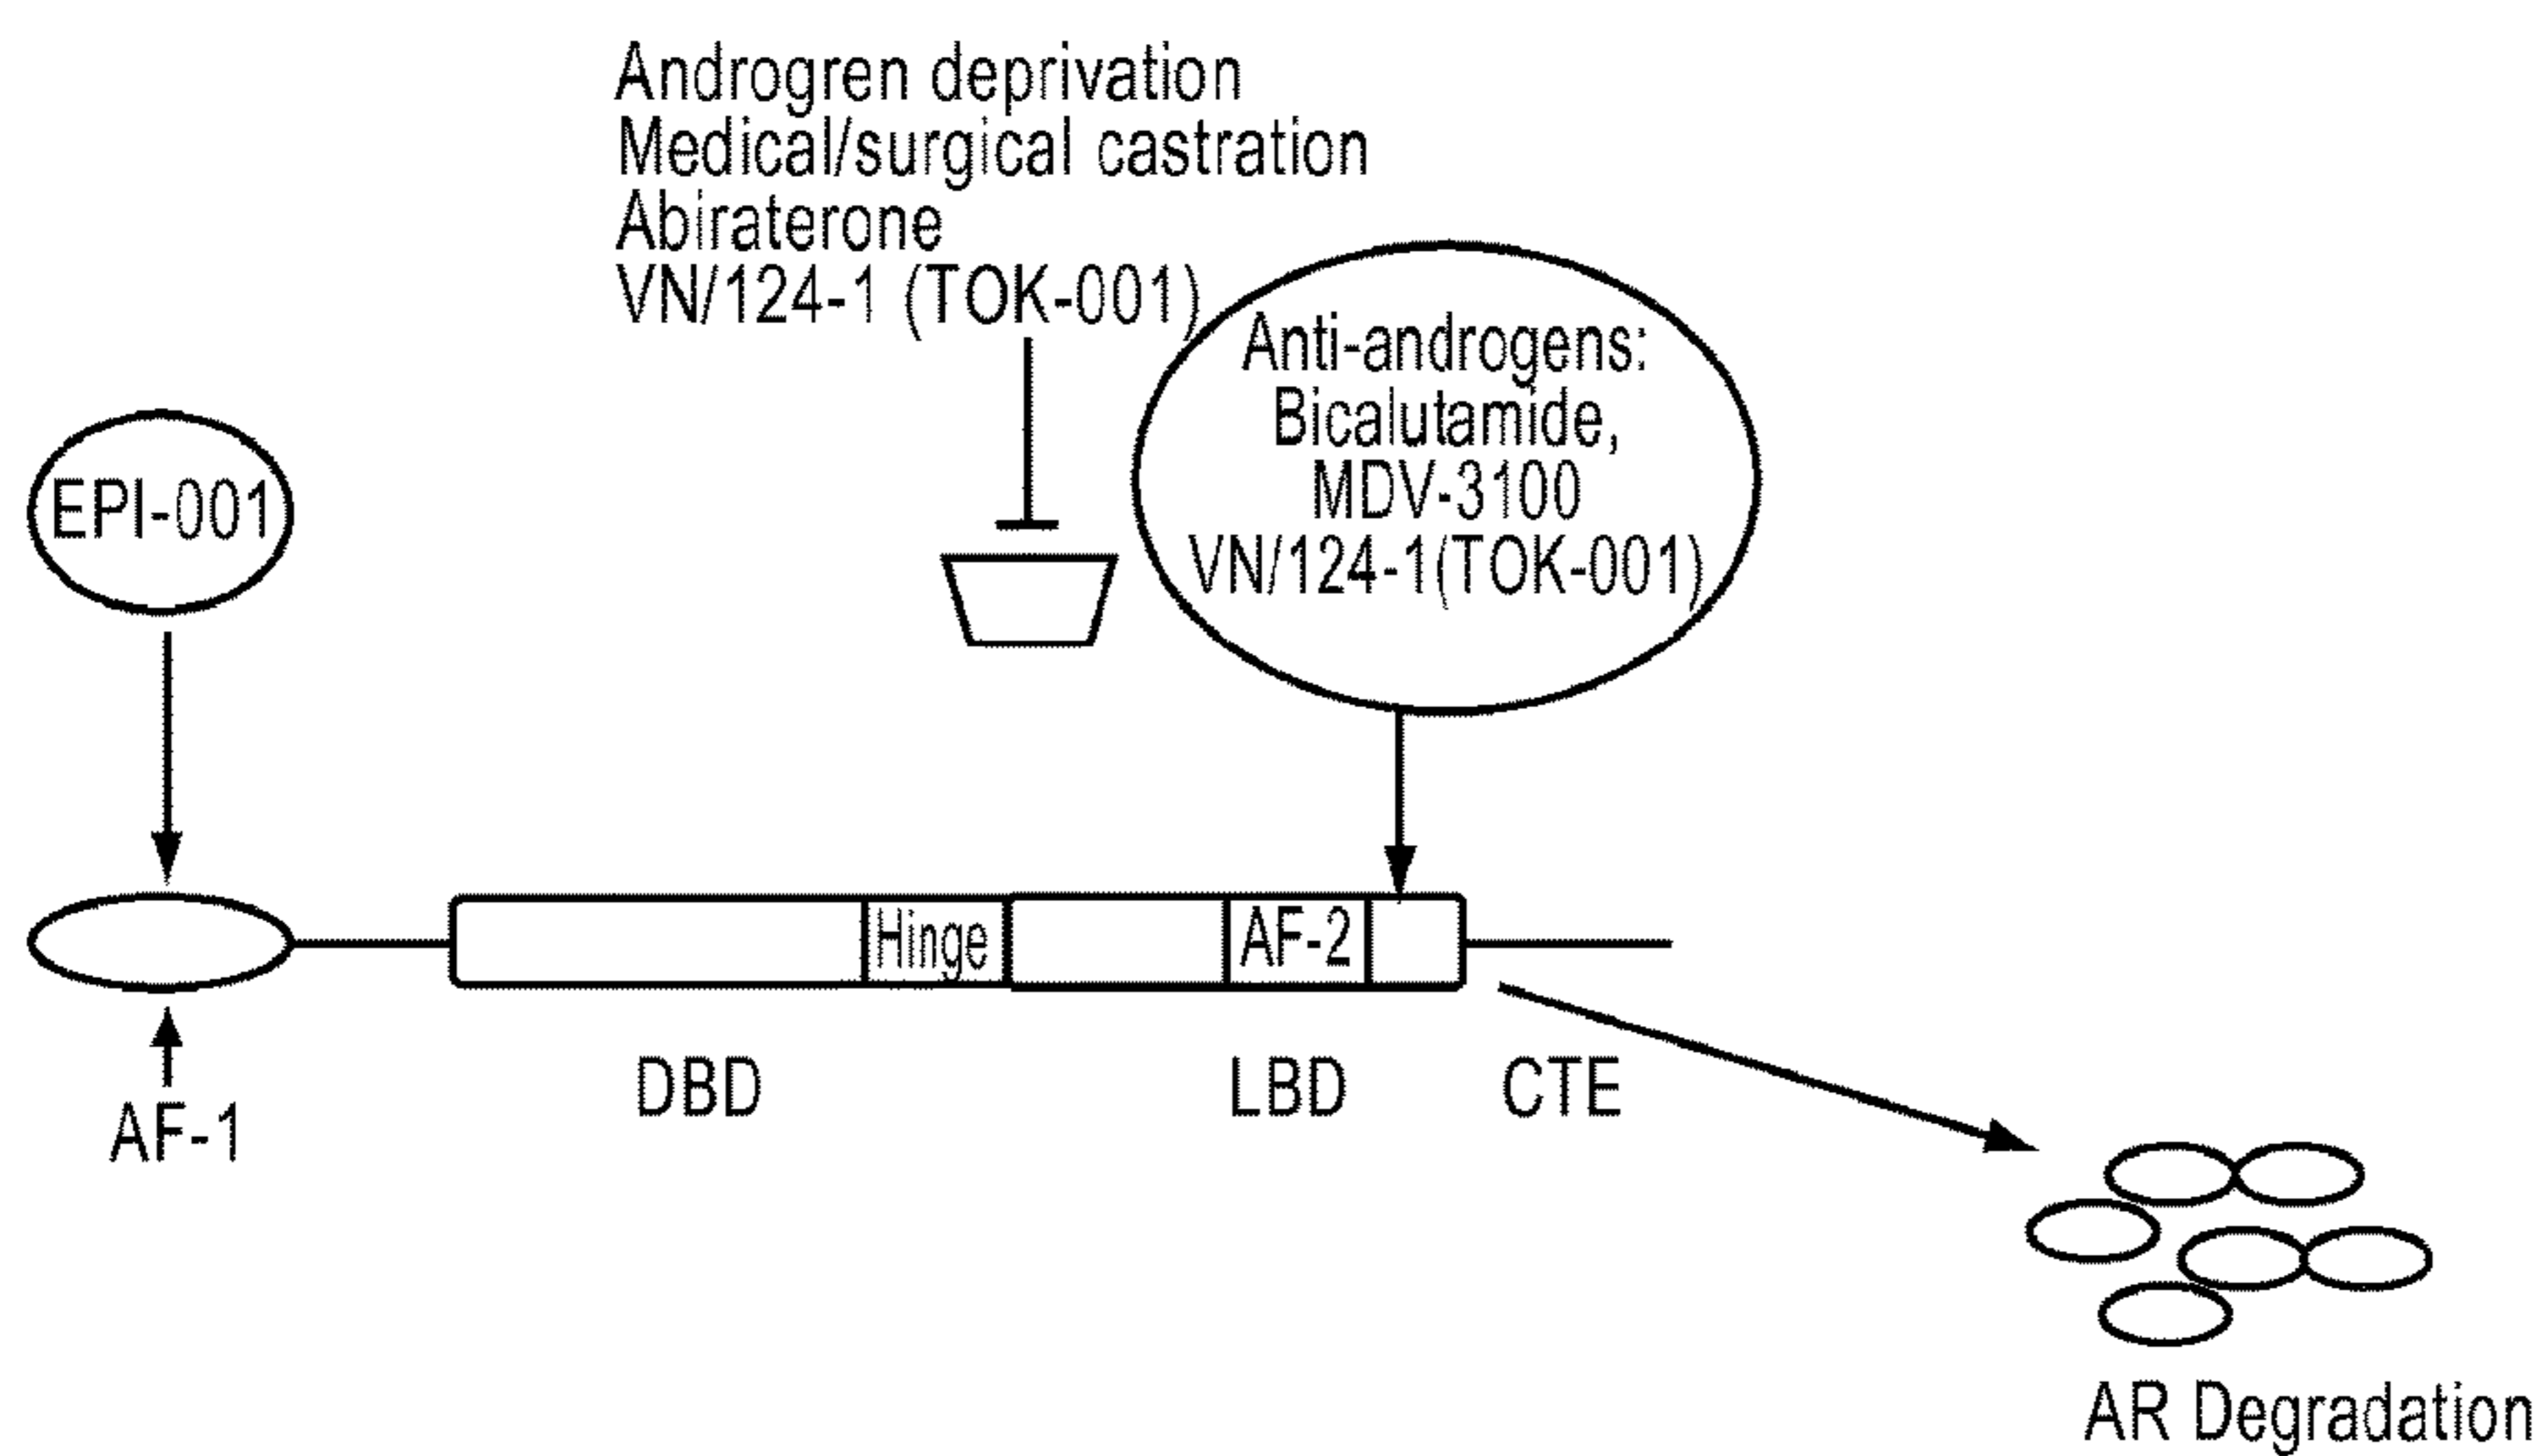 Androgren deprivation
Medical/surgical castration
Abiraterone
VN/124-1 (TOK-001)
Anti-androgens:
Bicalutamide,
MDV-3100
VN/124-1(TOK-001)
EPI-001
Hinge
AF-2
DBD
LBD
CTE
AF-1
AR Degradation